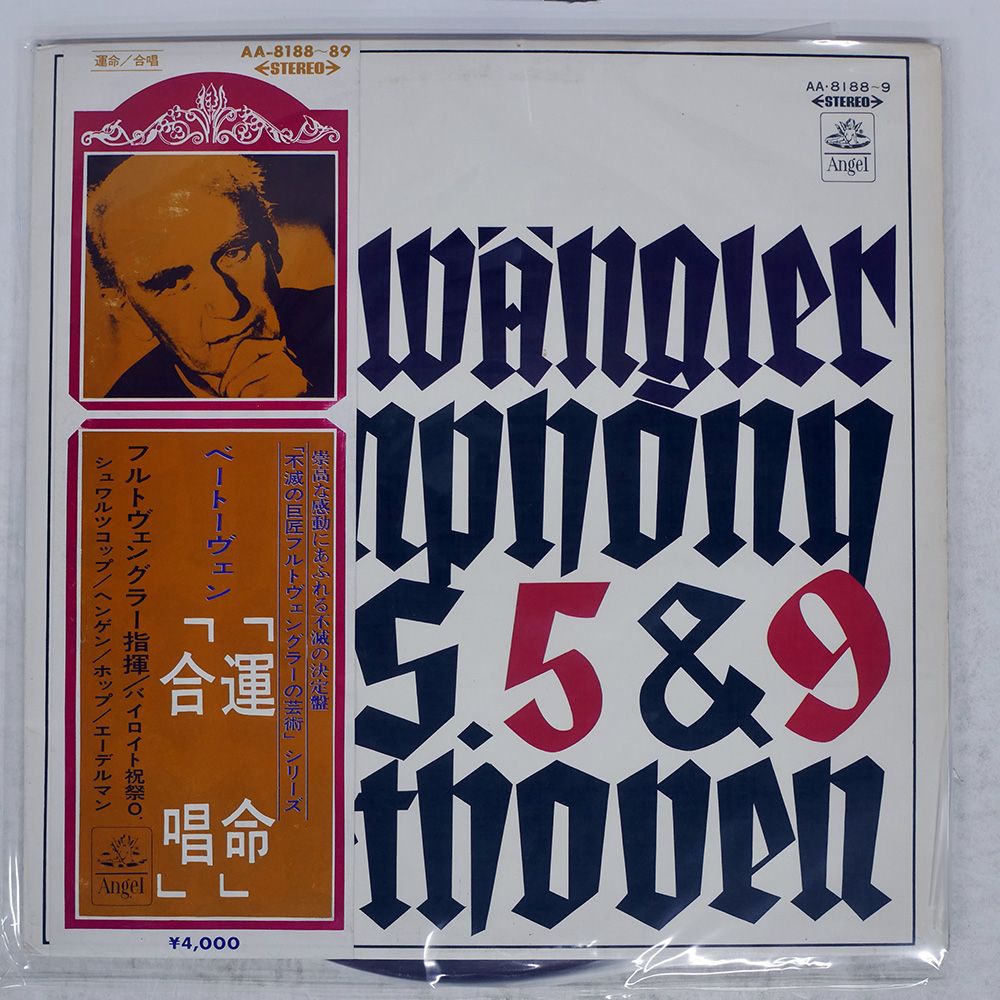 運命/合唱
AA-8188~89
STEREO
崇高な感動にあふれる不滅の決定盤
「不滅の巨匠フルトヴェングラーの芸術」シリーズ
ベートーヴェン
「運命」
「合唱」
フルトヴェングラー指揮/バイロイト祝祭O.
シュワルツコップ/ヘンゲン/ホップ/エーデルマン
Angel
¥4,000
AA·8188~9
STEREO
Angel
wängler
mphony
S. 5 & 9
thoven